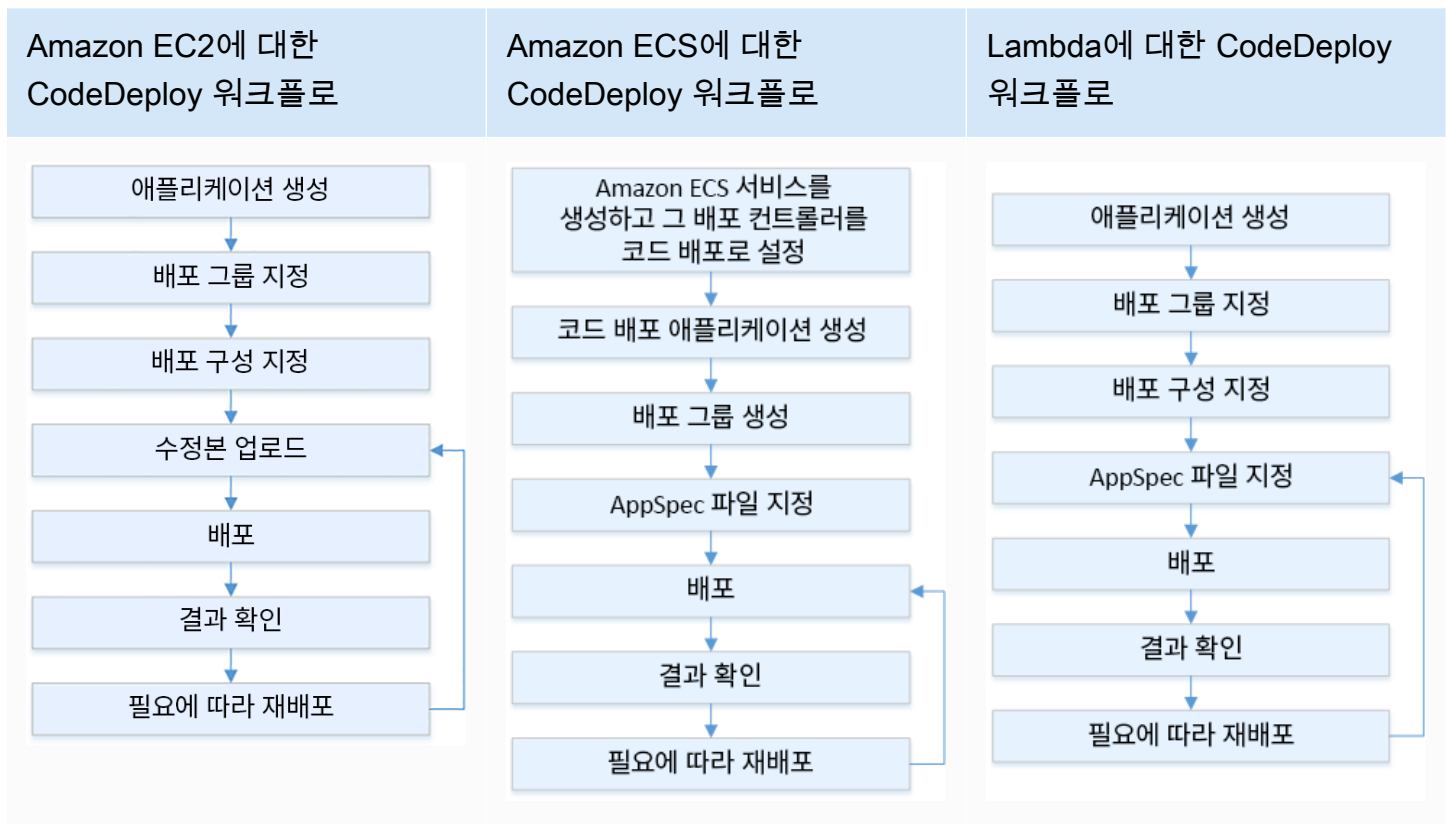 Amazon EC2에 대한
CodeDeploy 워크플로
Amazon ECS에 대한
CodeDeploy 워크플로
Lambda에 대한 CodeDeploy
워크플로
애플리케이션 생성
배포 그룹 지정
배포 구성 지정
수정본 업로드
배포
결과 확인
필요에 따라 재배포
Amazon ECS 서비스를
생성하고 그 배포 컨트롤러를
코드 배포로 설정
코드 배포 애플리케이션 생성
배포 그룹 생성
AppSpec 파일 지정
배포
결과 확인
필요에 따라 재배포
애플리케이션 생성
배포 그룹 지정
배포 구성 지정
AppSpec 파일 지정
배포
결과 확인
필요에 따라 재배포